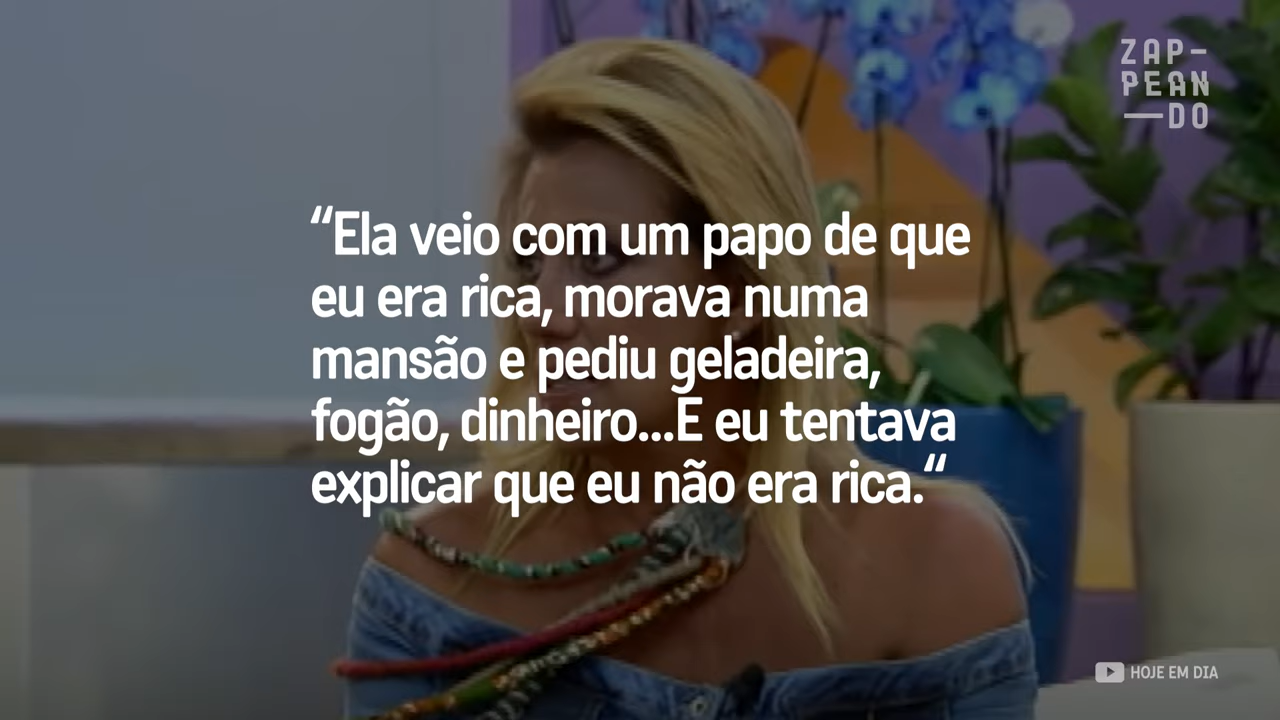 ZAP-
PEAN
—DO
“Ela veio com um papo de que
eu era rica, morava numa
mansão e pediu geladeira,
fogão, dinheiro...E eu tentava
explicar que eu não era rica.“
HOJE EM DIA